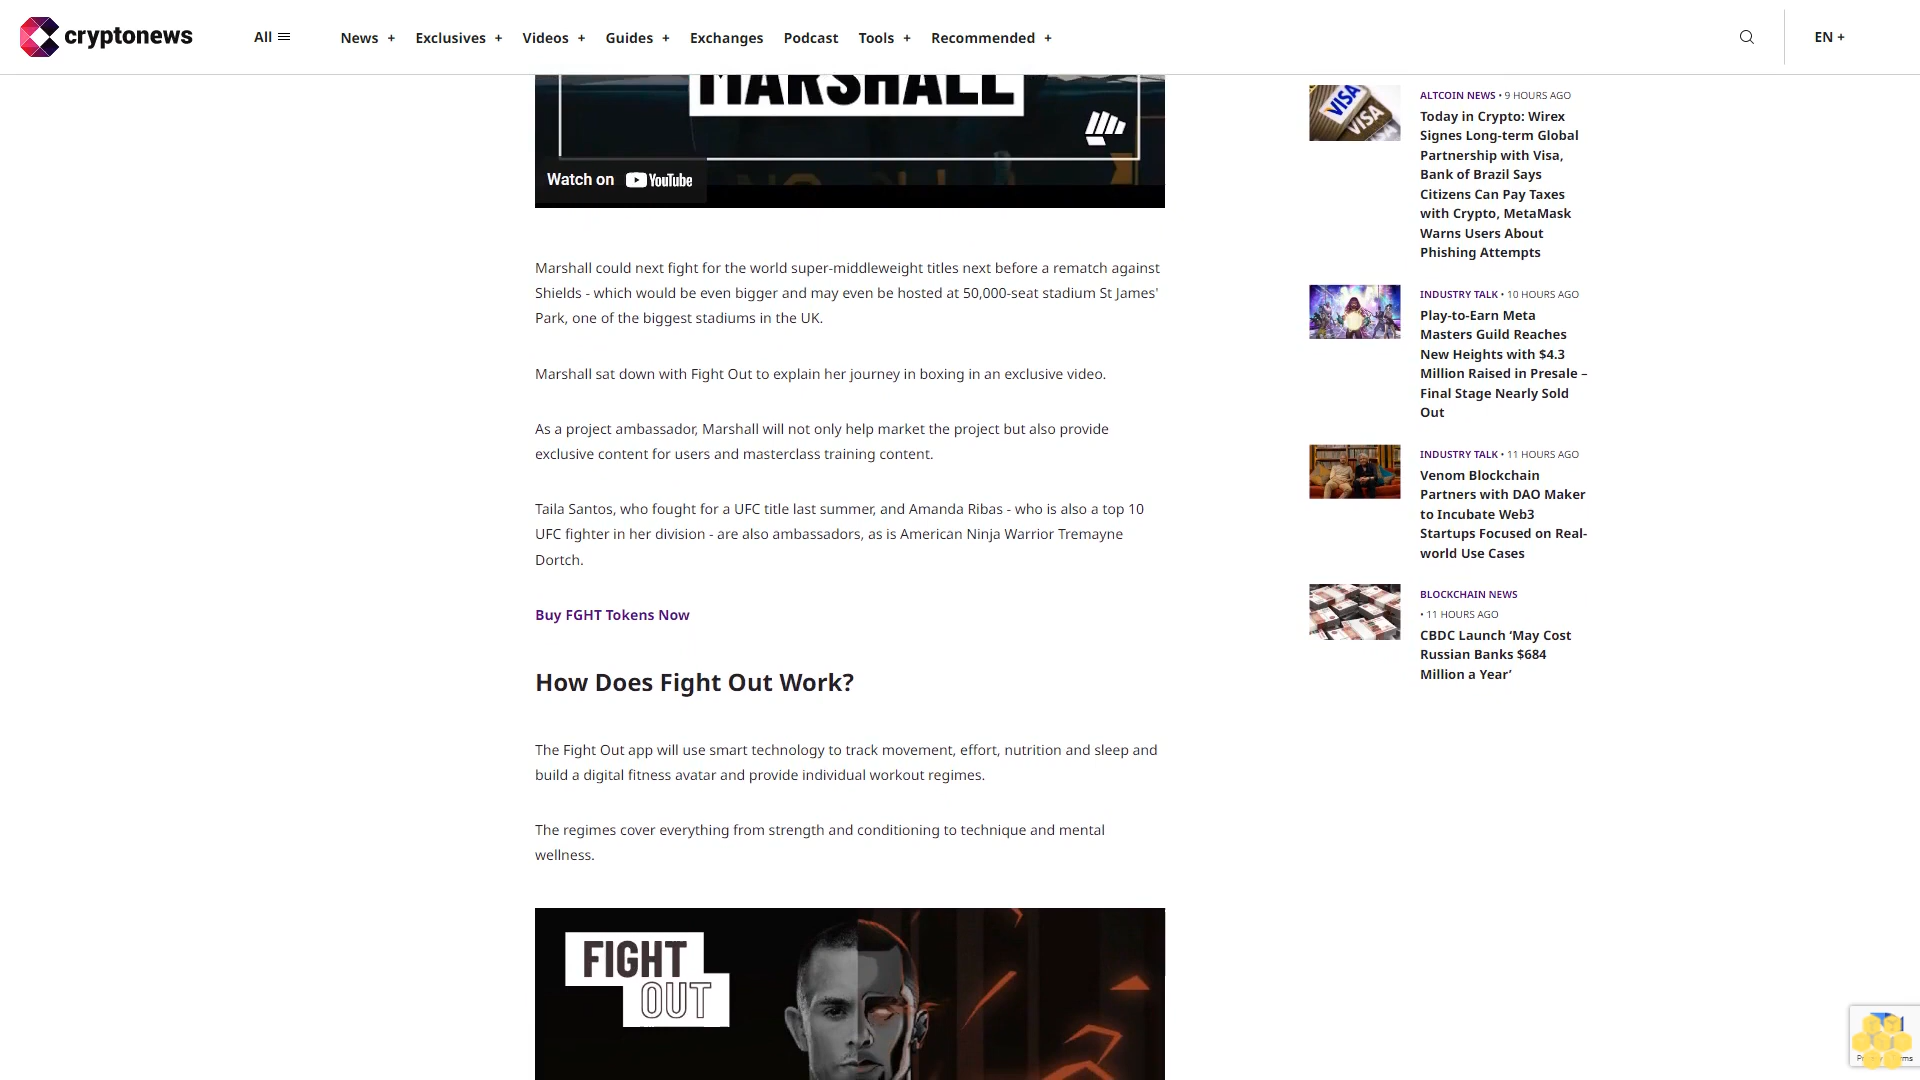 cryptonews
All
News +
Exclusives +
Videos +
Guides +
Exchanges
Podcast
Tools +
Recommended +
EN +
MARSHALL
Watch on YouTube
Marshall could next fight for the world super-middleweight titles next before a rematch against
Shields - which would be even bigger and may even be hosted at 50,000-seat stadium St James'
Park, one of the biggest stadiums in the UK.
Marshall sat down with Fight Out to explain her journey in boxing in an exclusive video.
As a project ambassador, Marshall will not only help market the project but also provide
exclusive content for users and masterclass training content.
Taila Santos, who fought for a UFC title last summer, and Amanda Ribas - who is also a top 10
UFC fighter in her division - are also ambassadors, as is American Ninja Warrior Tremayne
Dortch.
Buy FGHT Tokens Now
How Does Fight Out Work?
The Fight Out app will use smart technology to track movement, effort, nutrition and sleep and
build a digital fitness avatar and provide individual workout regimes.
The regimes cover everything from strength and conditioning to technique and mental
wellness.
FIGHT
OUT
VISA
VISA
ALTCOIN NEWS • 9 HOURS AGO
Today in Crypto: Wirex
Signes Long-term Global
Partnership with Visa,
Bank of Brazil Says
Citizens Can Pay Taxes
with Crypto, MetaMask
Warns Users About
Phishing Attempts
INDUSTRY TALK • 10 HOURS AGO
Play-to-Earn Meta
Masters Guild Reaches
New Heights with $4.3
Million Raised in Presale –
Final Stage Nearly Sold
Out
INDUSTRY TALK • 11 HOURS AGO
Venom Blockchain
Partners with DAO Maker
to Incubate Web3
Startups Focused on Real-
world Use Cases
BLOCKCHAIN NEWS
• 11 HOURS AGO
CBDC Launch ‘May Cost
Russian Banks $684
Million a Year’